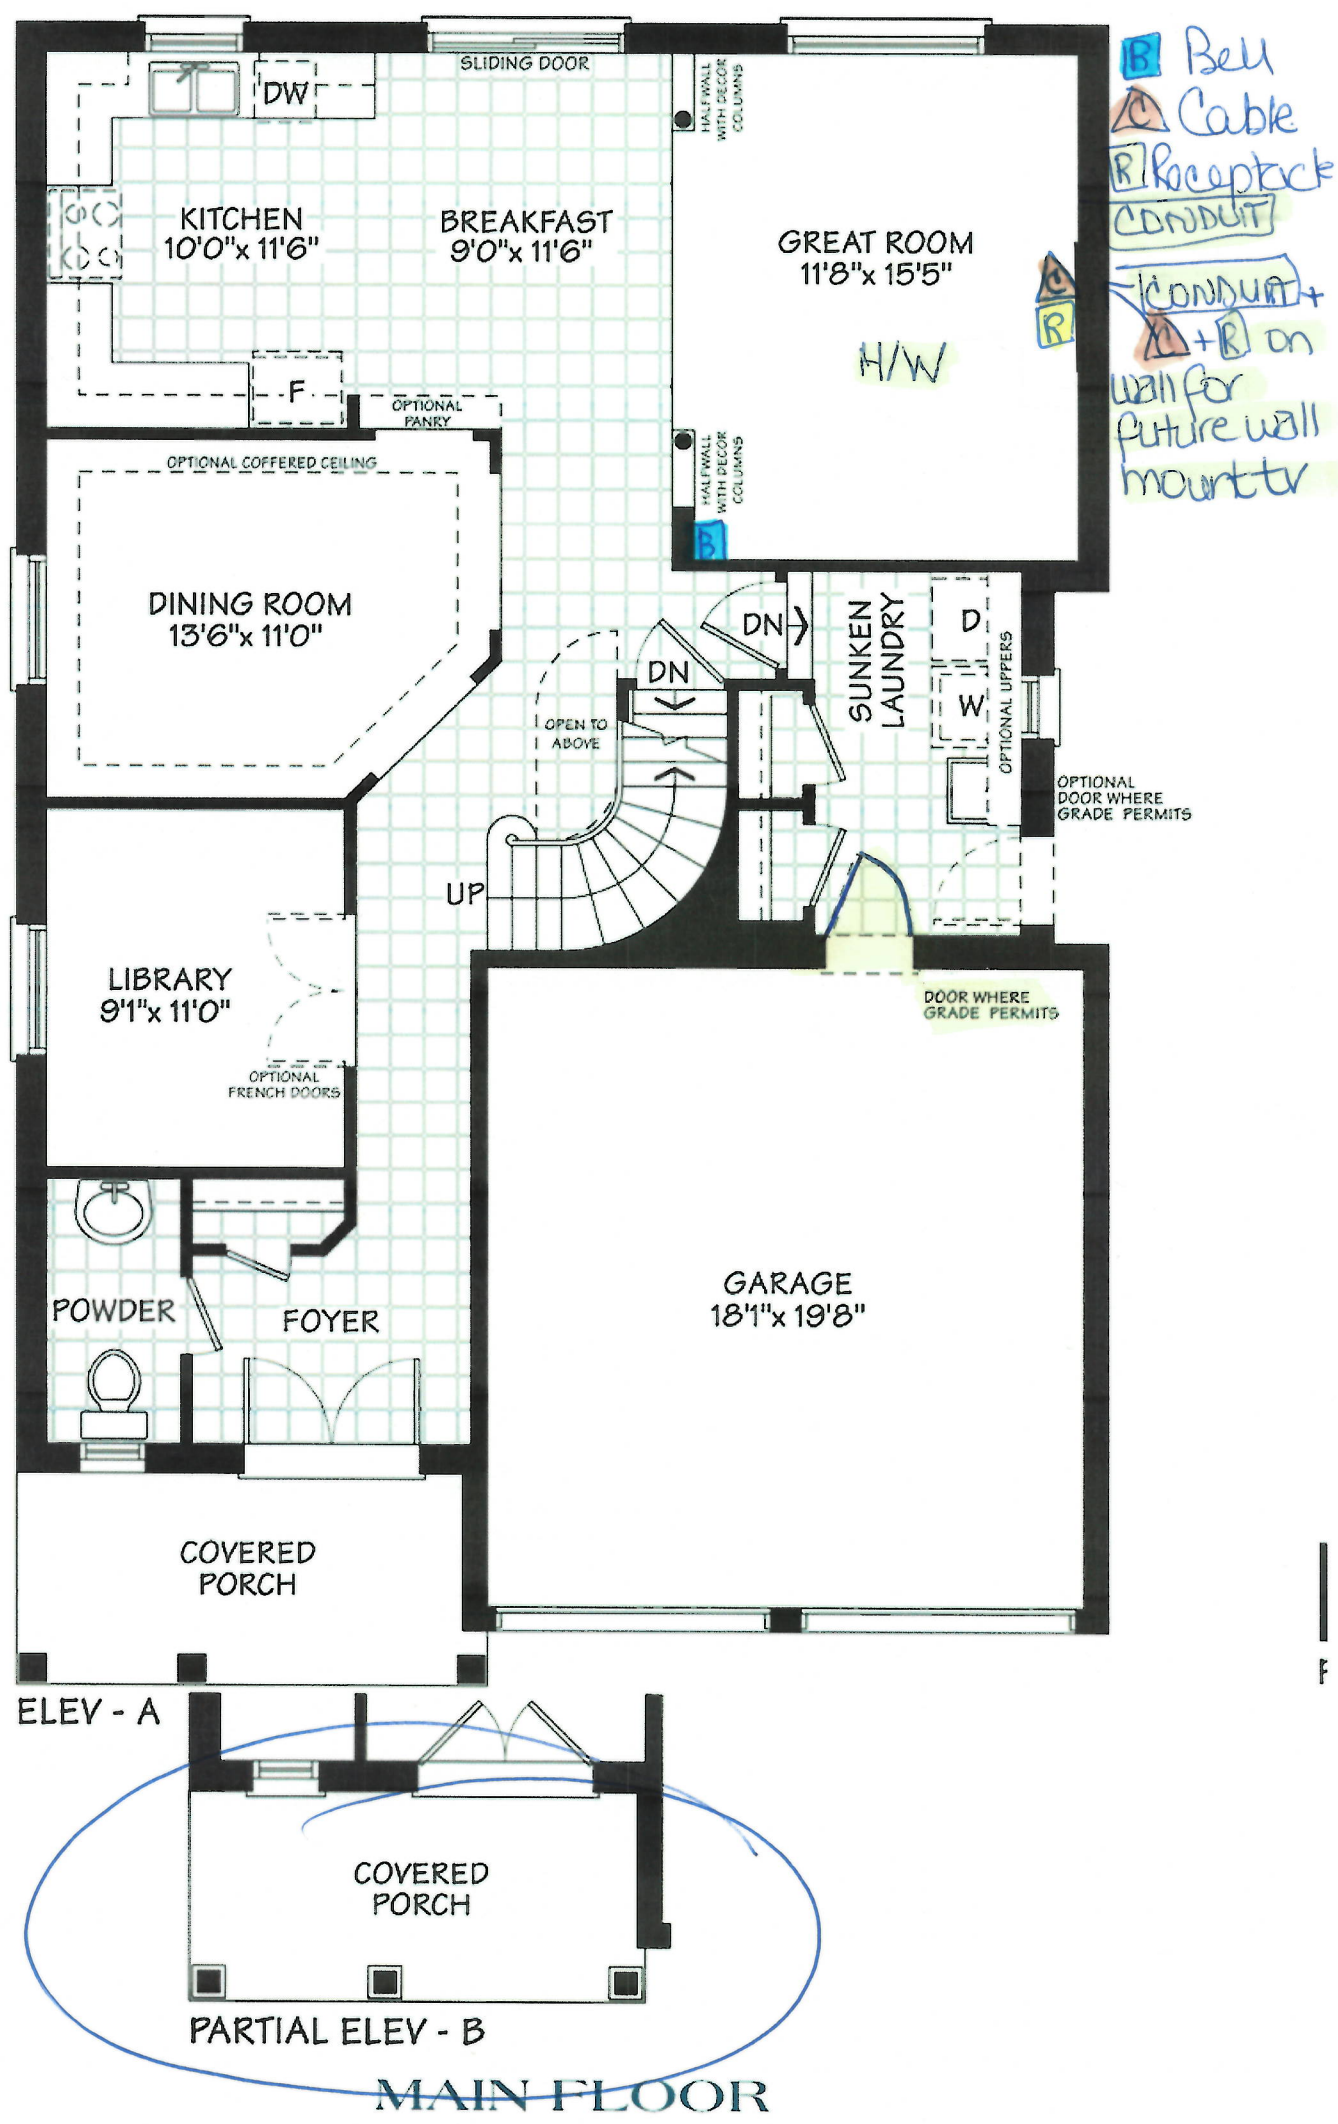 SLIDING DOOR
DW
HALFWALL
WITH DECOR
COLUMNS
B Bell
C Cable
R Receptacle
CONDUIT
KITCHEN
10'0"x 11'6"
BREAKFAST
9'0"x 11'6"
GREAT ROOM
11'8"x 15'5"
C
R
CONDUIT +
C + R on
wall for
future wall
mount tv
H/W
F
OPTIONAL
PANRY
HALFWALL
WITH DECOR
COLUMNS
B
OPTIONAL COFFERED CEILING
DINING ROOM
13'6"x 11'0"
DN
DN
SUNKEN
LAUNDRY
D
W
OPTIONAL UPPERS
OPEN TO
ABOVE
OPTIONAL
DOOR WHERE
GRADE PERMITS
UP
LIBRARY
9'1"x 11'0"
OPTIONAL
FRENCH DOORS
DOOR WHERE
GRADE PERMITS
POWDER
FOYER
GARAGE
18'1"x 19'8"
COVERED
PORCH
ELEV - A
COVERED
PORCH
PARTIAL ELEV - B
MAIN FLOOR